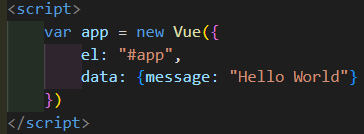 <script>
    var app = new Vue({
        el: "#app",
        data: {message: "Hello World"}
    })
</script>